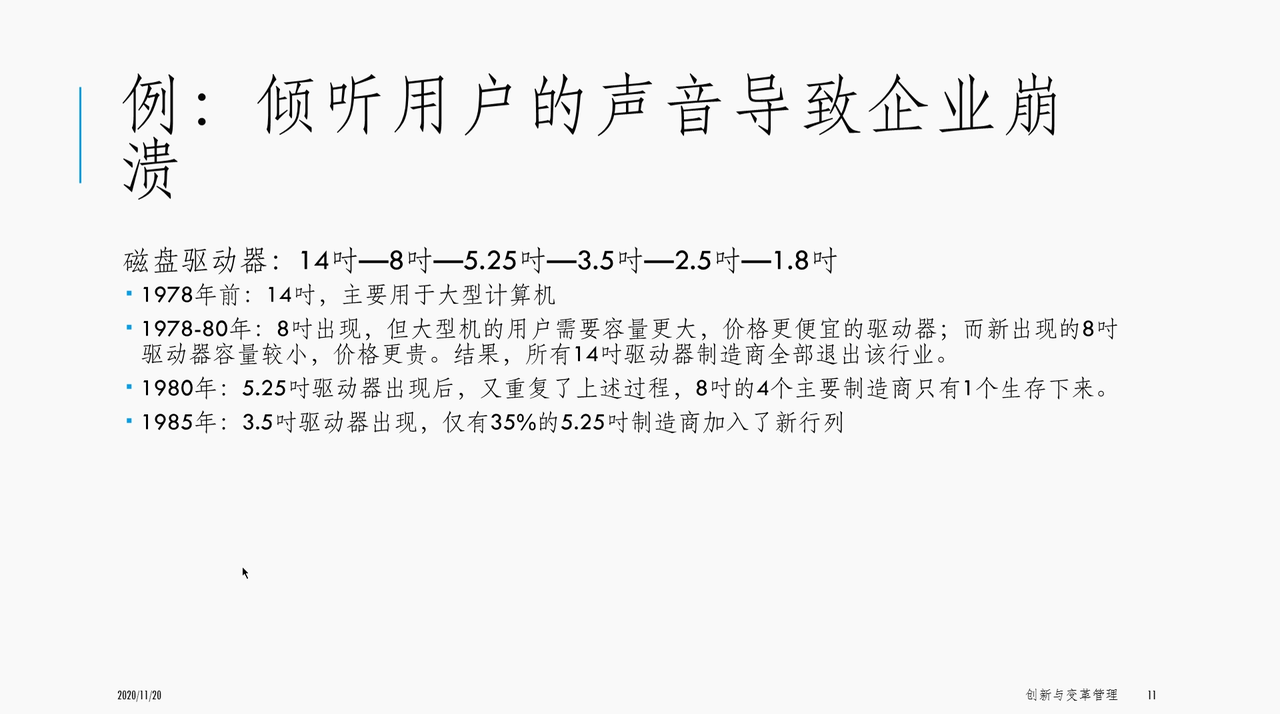 例： 倾听用户的声音导致企业崩
溃
磁盘驱动器：14吋—8吋—5.25吋—3.5吋—2.5吋—1.8吋
▪ 1978年前：14吋，主要用于大型计算机
▪ 1978-80年：8吋出现，但大型机的用户需要容量更大，价格更便宜的驱动器；而新出现的8吋
驱动器容量较小，价格更贵。结果，所有14吋驱动器制造商全部退出该行业。
▪ 1980年：5.25吋驱动器出现后，又重复了上述过程，8吋的4个主要制造商只有1个生存下来。
▪ 1985年：3.5吋驱动器出现，仅有35%的5.25吋制造商加入了新行列
2020/11/20
创新与变革管理
11